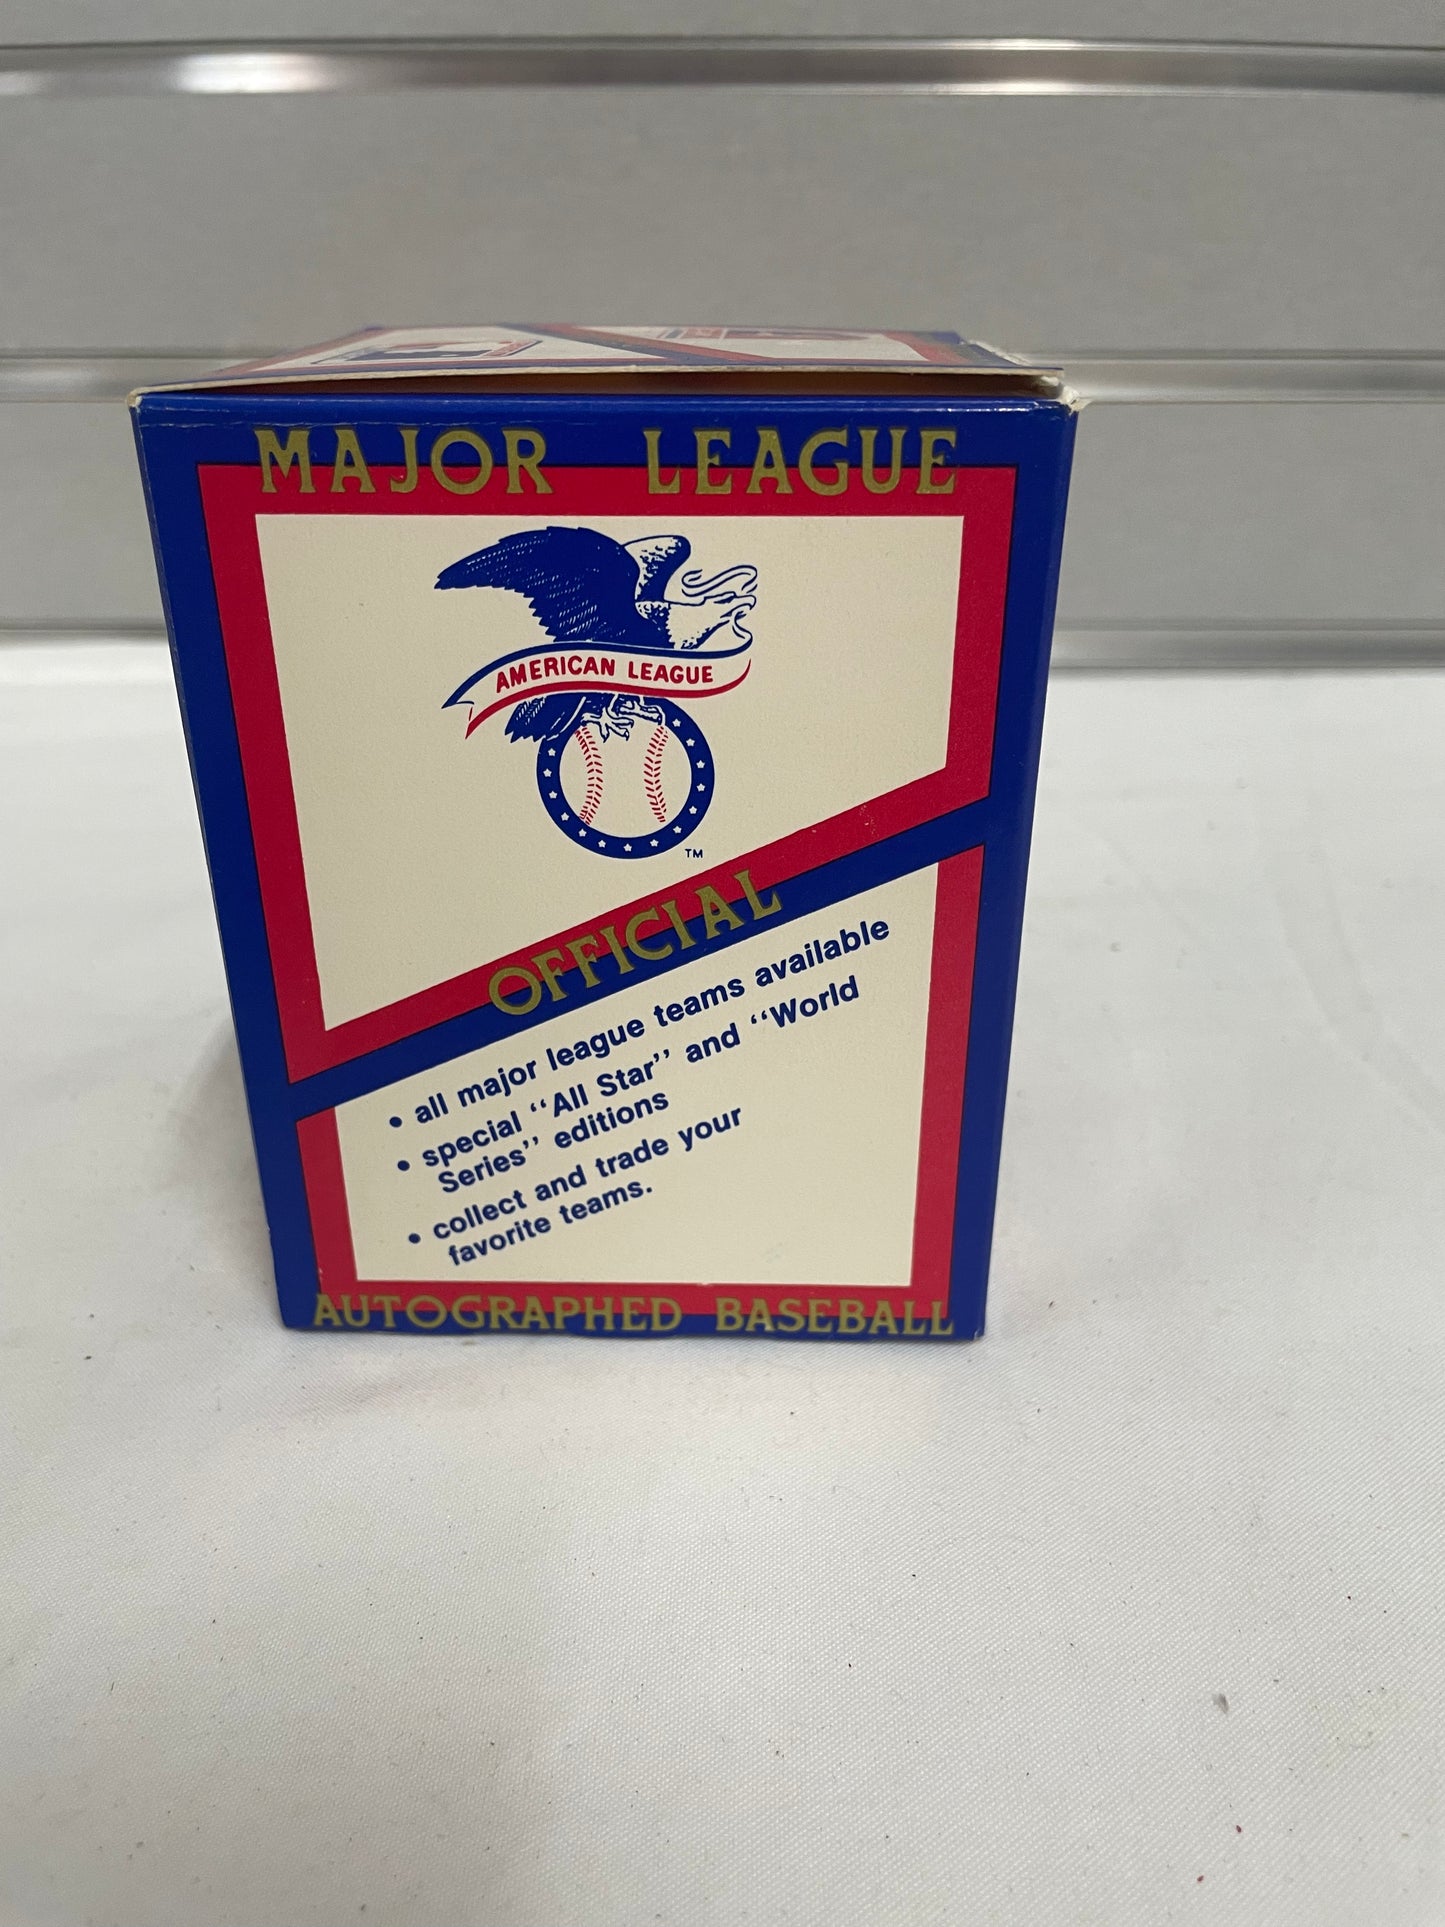 MAJOR LEAGUE
AMERICAN LEAGUE
TM
OFFICIAL
• all major league teams available
• special “All Star” and “World
Series” editions
• collect and trade your
favorite teams.
AUTOGRAPHED BASEBALL